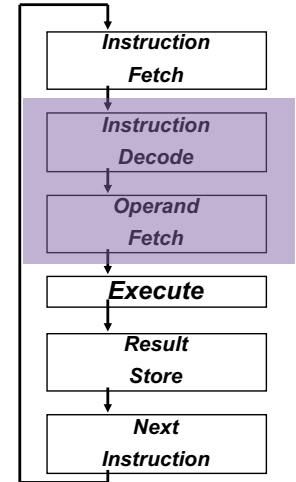 Instruction
Fetch
Instruction
Decode
Operand
Fetch
Execute
Result
Store
Next
Instruction